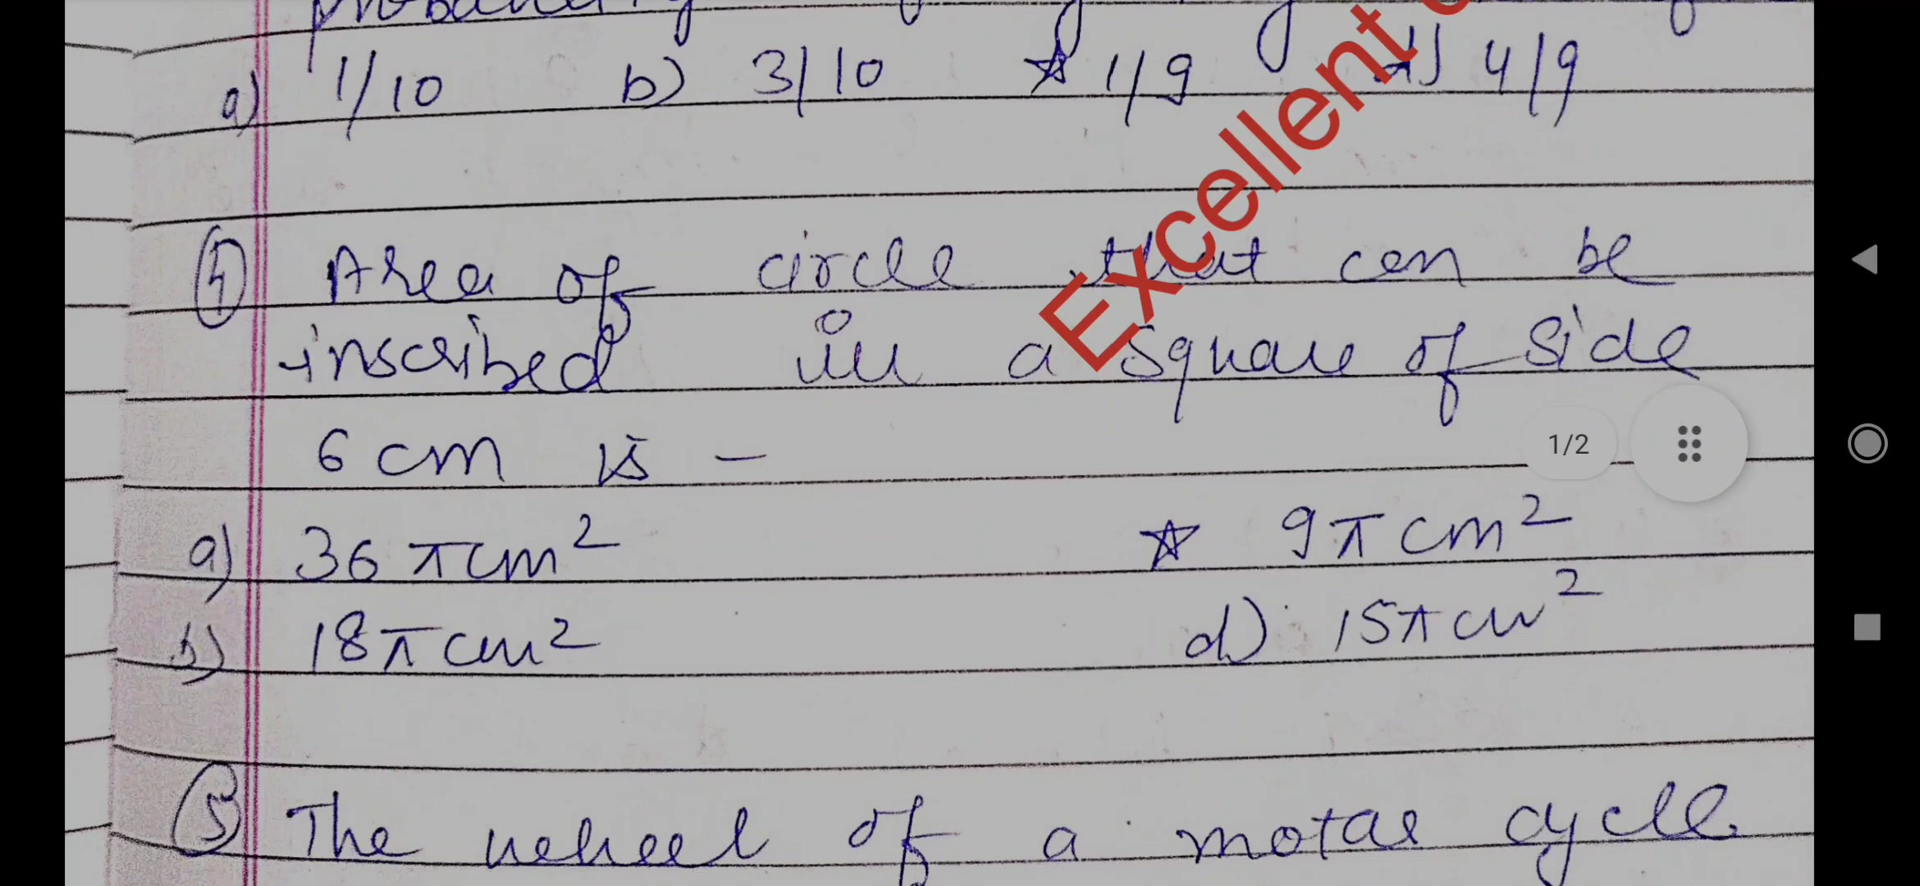 a) 1/10 b) 3/10 ☆ 1/9 d) 4/9
Excellent
④ Area of circle that can be
inscribed in a square of side
6 cm is -
1/2
a) 36 π cm² ☆ 9π cm²
b) 18π cm² d) 15π cm²
⑤ The wheel of a motar cycle